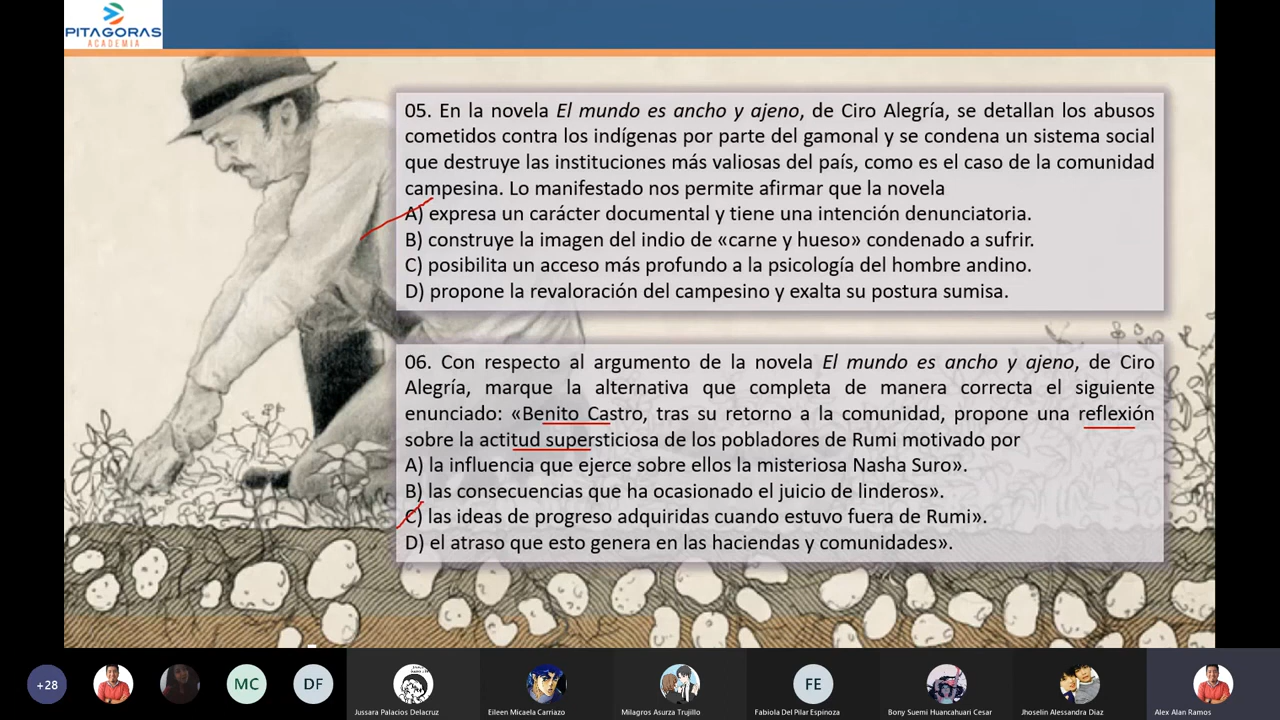 PITAGORAS
ACADEMIA
05. En la novela El mundo es ancho y ajeno, de Ciro Alegría, se detallan los abusos
cometidos contra los indígenas por parte del gamonal y se condena un sistema social
que destruye las instituciones más valiosas del país, como es el caso de la comunidad
campesina. Lo manifestado nos permite afirmar que la novela
A) expresa un carácter documental y tiene una intención denunciatoria.
B) construye la imagen del indio de «carne y hueso» condenado a sufrir.
C) posibilita un acceso más profundo a la psicología del hombre andino.
D) propone la revaloración del campesino y exalta su postura sumisa.
06. Con respecto al argumento de la novela El mundo es ancho y ajeno, de Ciro
Alegría, marque la alternativa que completa de manera correcta el siguiente
enunciado: «Benito Castro, tras su retorno a la comunidad, propone una reflexión
sobre la actitud supersticiosa de los pobladores de Rumi motivado por
A) la influencia que ejerce sobre ellos la misteriosa Nasha Suro».
B) las consecuencias que ha ocasionado el juicio de linderos».
C) las ideas de progreso adquiridas cuando estuvo fuera de Rumi».
D) el atraso que esto genera en las haciendas y comunidades».
+28
MC
DF
FE
Jussara Palacios Delacruz
Eileen Micaela Carriazo
Milagros Asurza Trujillo
Fabiola Del Pilar Espinoza
Bony Suemi Huancahuari Cesar
Jhoselin Alessandra Diaz
Alex Alan Ramos